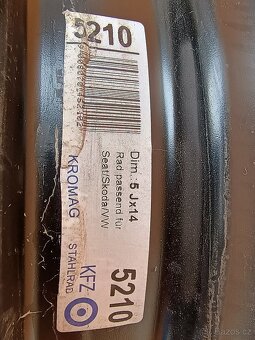 5210
Dim.:5 Jx14
Rad passend für
Seat/Skoda/VW
5210
KROMAG
STAHLRAD
KFZ